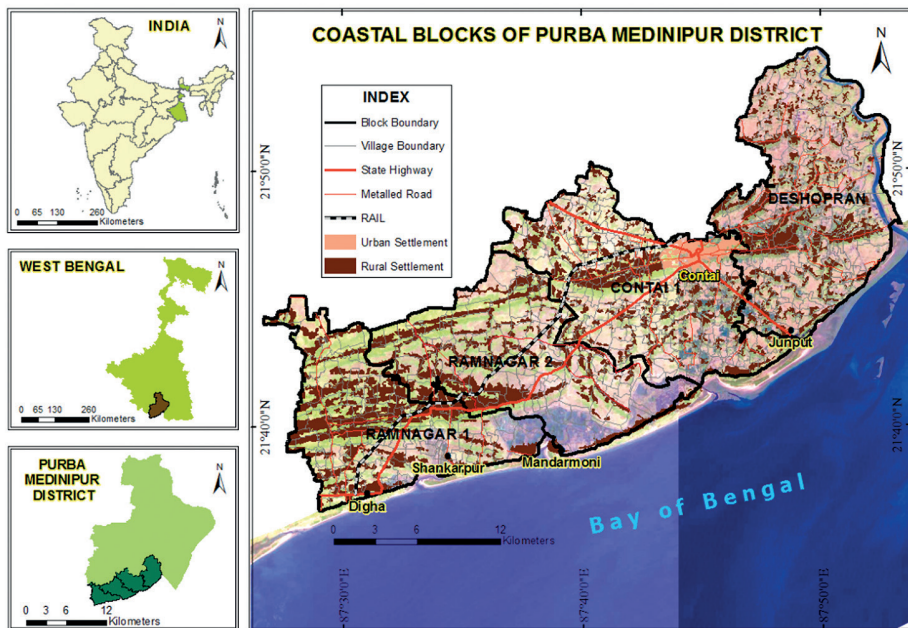 INDIA
N
0 65 130 260
Kilometers
WEST BENGAL
N
0 65 130 260
Kilometers
PURBA
MEDINIPUR
DISTRICT
N
0 3 6 12
Kilometers
COASTAL BLOCKS OF PURBA MEDINIPUR DISTRICT
N
INDEX
Block Boundary
Village Boundary
State Highway
Metalled Road
RAIL
Urban Settlement
Rural Settlement
21°50'0"N
21°50'0"N
DESHOPRAN
Contai
CONTAI 1
Junput
RAMNAGAR 2
21°40'0"N
21°40'0"N
RAMNAGAR 1
Shankarpur
Mandarmoni
Digha
Bay of Bengal
0 3 6 12
Kilometers
87°30'0"E
87°40'0"E
87°50'0"E